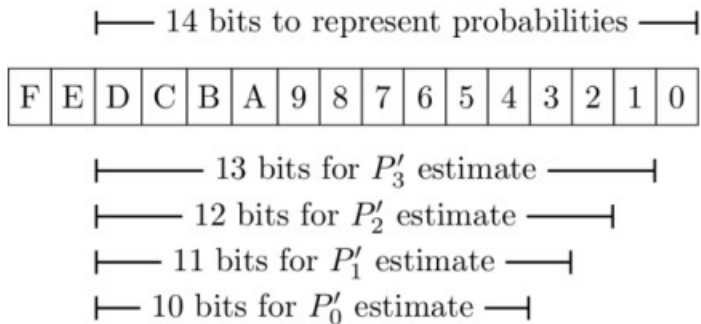 14 bits to represent probabilities
F E D C B A 9 8 7 6 5 4 3 2 1 0
13 bits for P′₃ estimate
12 bits for P′₂ estimate
11 bits for P′₁ estimate
10 bits for P′₀ estimate